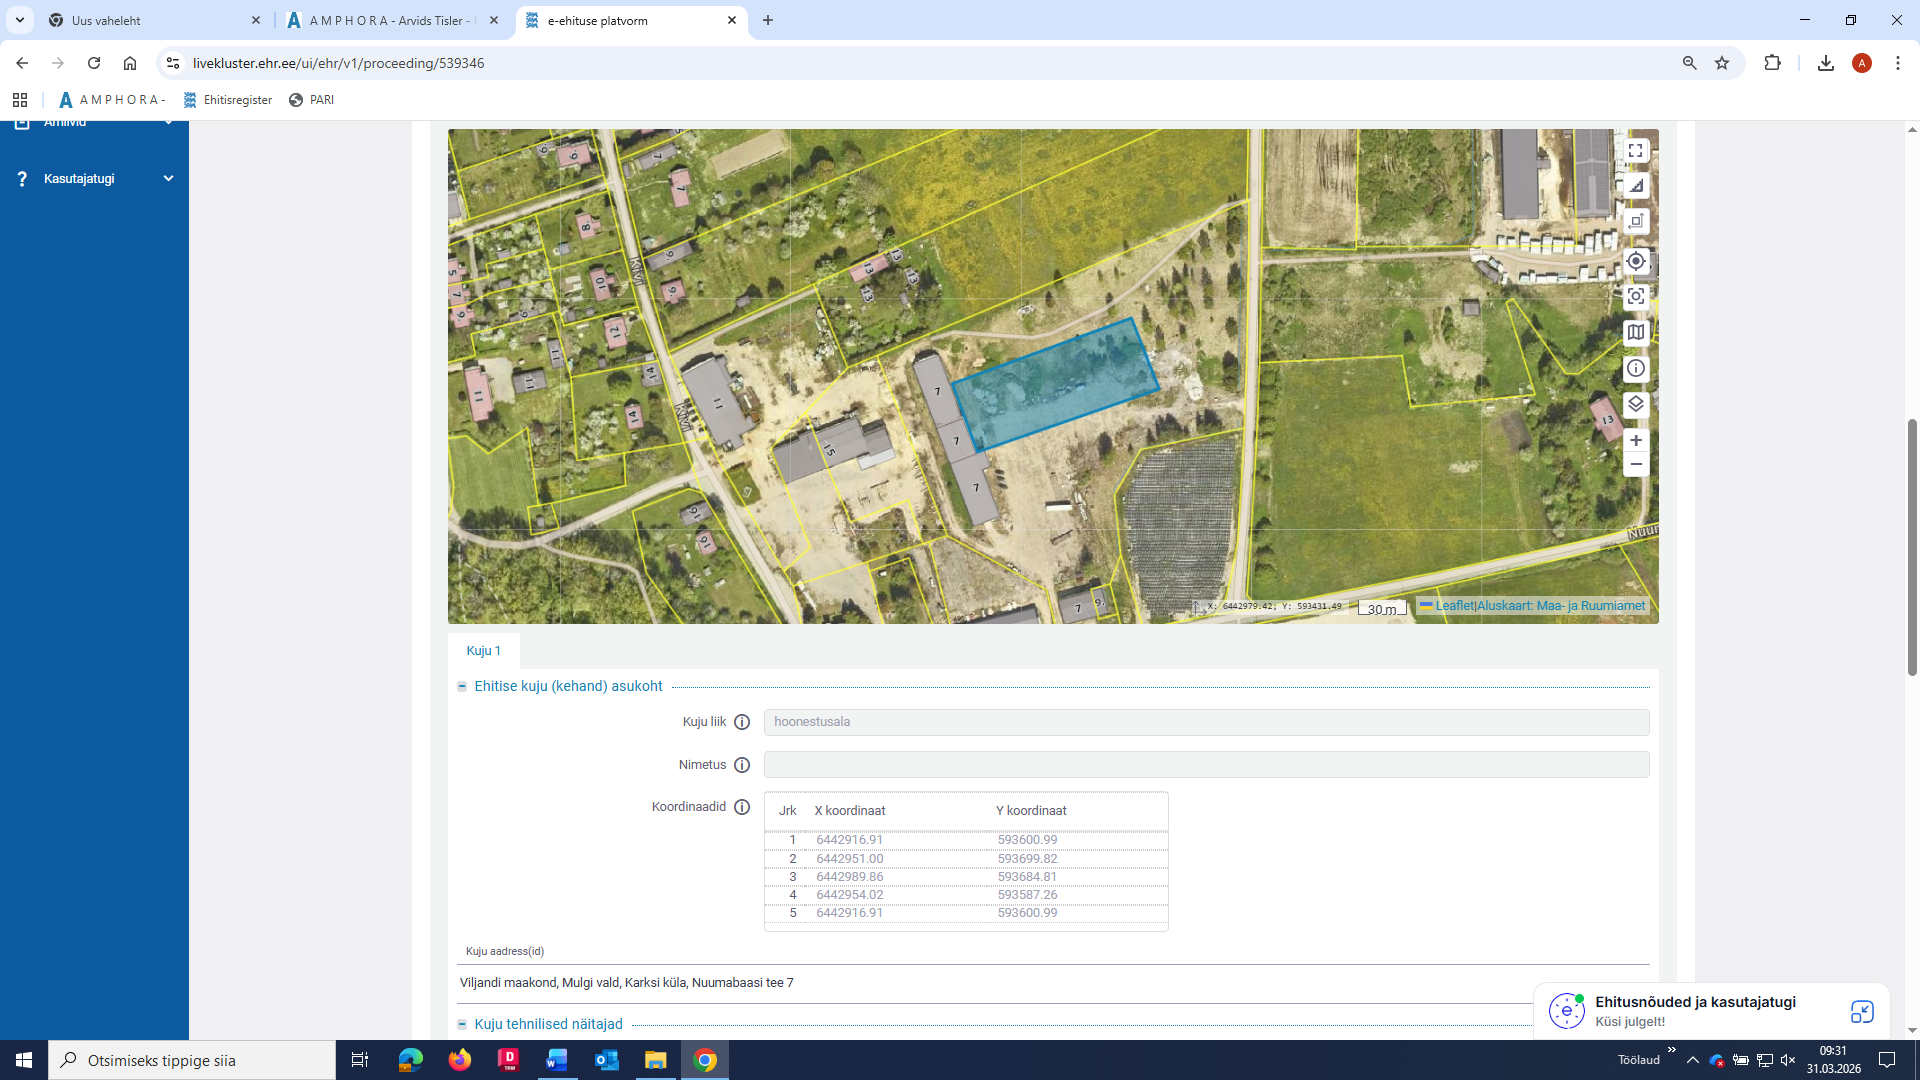 Uus vaheleht
A M P H O R A - Arvids Tisler -
e-ehituse platvorm
livekluster.ehr.ee/ui/ehr/v1/proceeding/539346
A
A M P H O R A -
Ehitisregister
PARI
Kasutajatugi
X: 6442979.42; Y: 593431.49
30 m
Leaflet|Aluskaart: Maa- ja Ruumiamet
Kuju 1
Ehitise kuju (kehand) asukoht
Kuju liik
hoonestusala
Nimetus
Koordinaadid
Jrk X koordinaat Y koordinaat
1 6442916.91 593600.99
2 6442951.00 593699.82
3 6442989.86 593684.81
4 6442954.02 593587.26
5 6442916.91 593600.99
Kuju aadress(id)
Viljandi maakond, Mulgi vald, Karksi küla, Nuumabaasi tee 7
Kuju tehnilised näitajad
Ehitusnõuded ja kasutajatugi
Küsi julgelt!
Otsimiseks tippige siia
Töölaud
09:31
31.03.2026